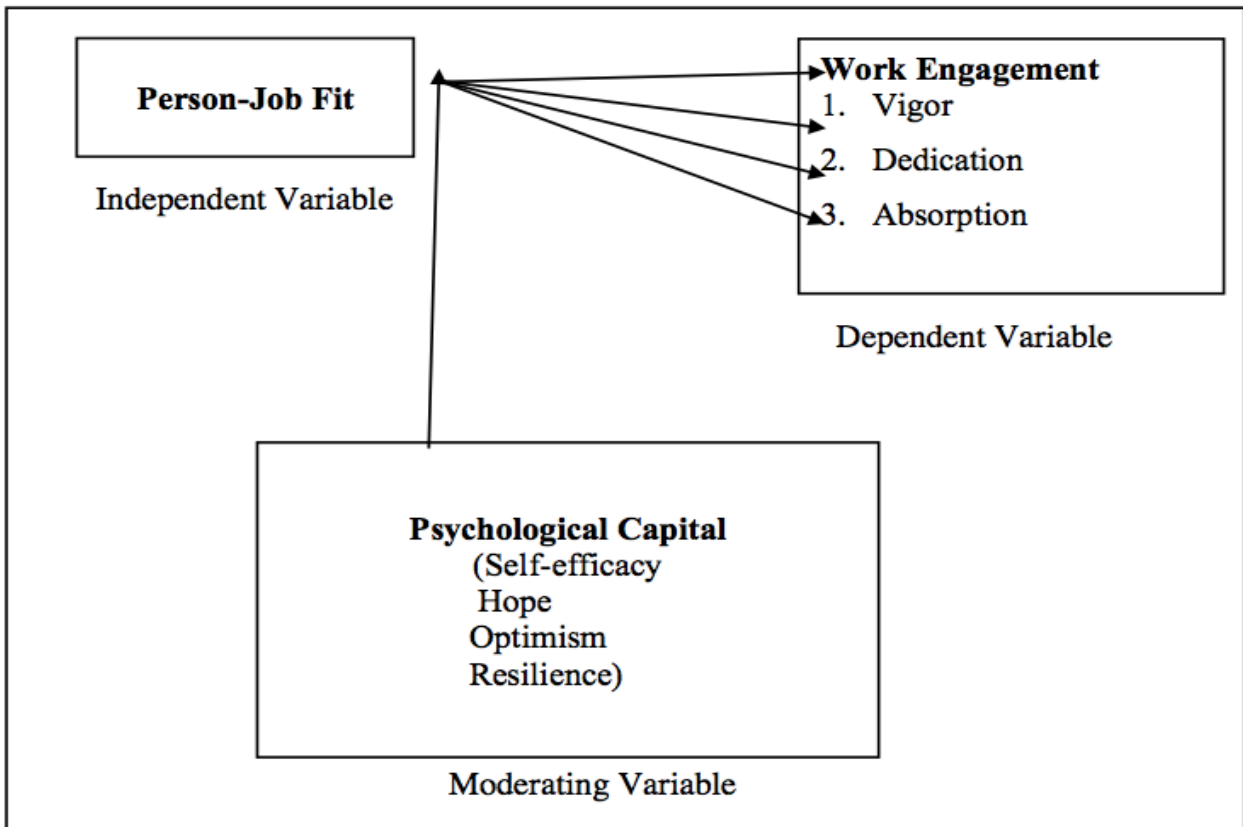 Person-Job Fit
Independent Variable
Work Engagement
1. Vigor
2. Dedication
3. Absorption
Dependent Variable
Psychological Capital
(Self-efficacy
Hope
Optimism
Resilience)
Moderating Variable